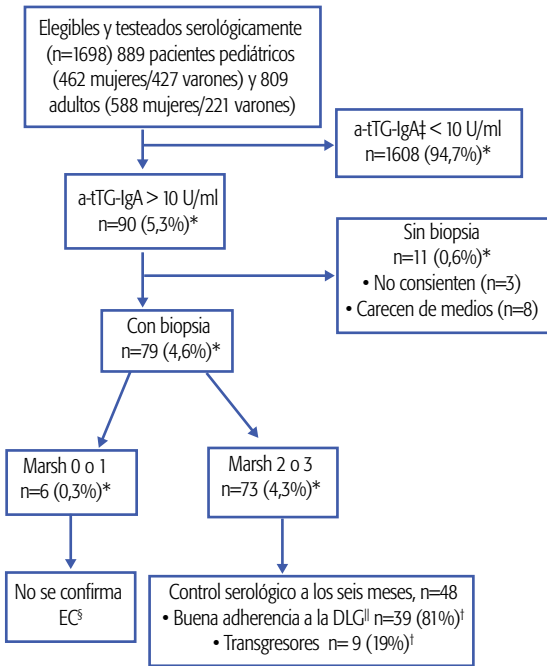 Elegibles y testeados serológicamente
(n=1698) 889 pacientes pediátricos
(462 mujeres/427 varones) y 809
adultos (588 mujeres/221 varones)
a-tTG-IgA‡ < 10 U/ml
n=1608 (94,7%)*
a-tTG-IgA > 10 U/ml
n=90 (5,3%)*
Sin biopsia
n=11 (0,6%)*
• No consienten (n=3)
• Carecen de medios (n=8)
Con biopsia
n=79 (4,6%)*
Marsh 0 o 1
n=6 (0,3%)*
Marsh 2 o 3
n=73 (4,3%)*
No se confirma
EC§
Control serológico a los seis meses, n=48
• Buena adherencia a la DLG|| n=39 (81%)†
• Transgresores n= 9 (19%)†